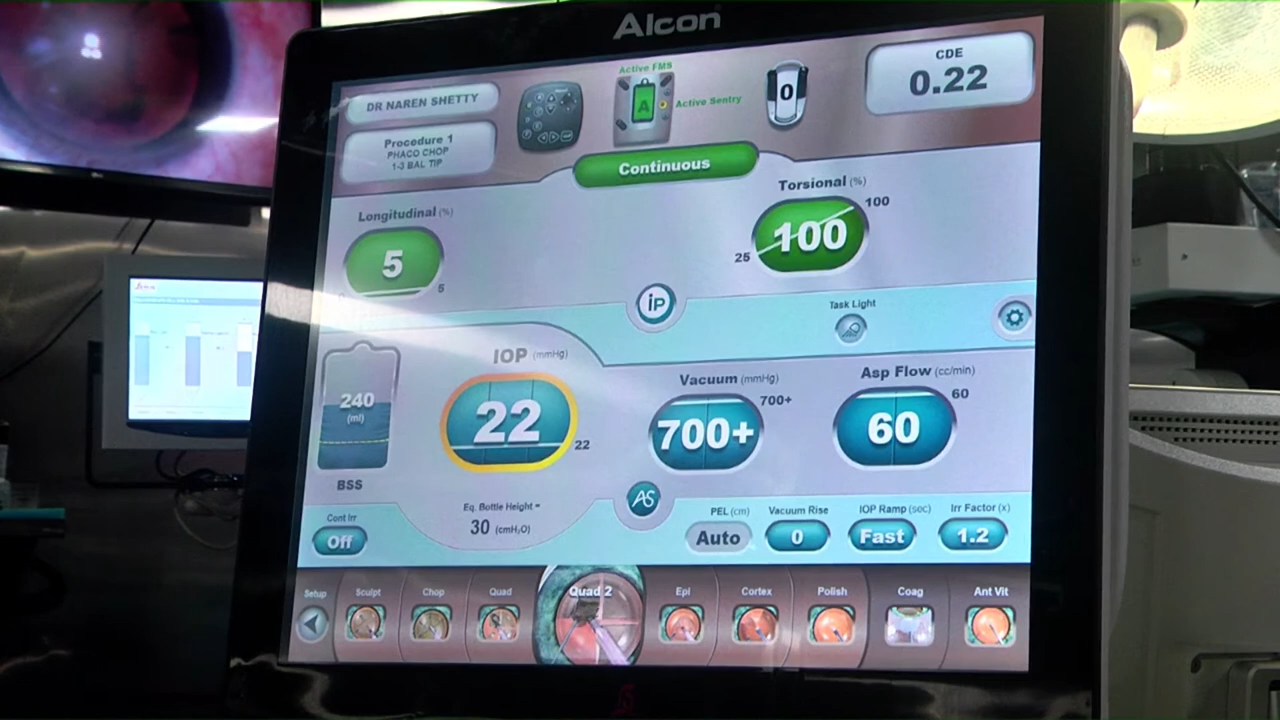 Alcon
DR NAREN SHETTY
Procedure 1
PHACO CHOP
1-3 BAL TIP
Active FMS
A
Active Sentry
0
CDE
0.22
Continuous
Longitudinal (%)
5
5
Torsional (%)
100
100
25
iP
Task Light
240
(ml)
BSS
IOP (mmHg)
22
22
Vacuum (mmHg)
700+
700+
Asp Flow (cc/min)
60
60
Eq. Bottle Height =
30 (cmH₂O)
AS
Cont Irr
Off
PEL (cm)
Auto
Vacuum Rise
0
IOP Ramp (sec)
Fast
Irr Factor (x)
1.2
Setup
Sculpt
Chop
Quad
Quad 2
Epi
Cortex
Polish
Coag
Ant Vit